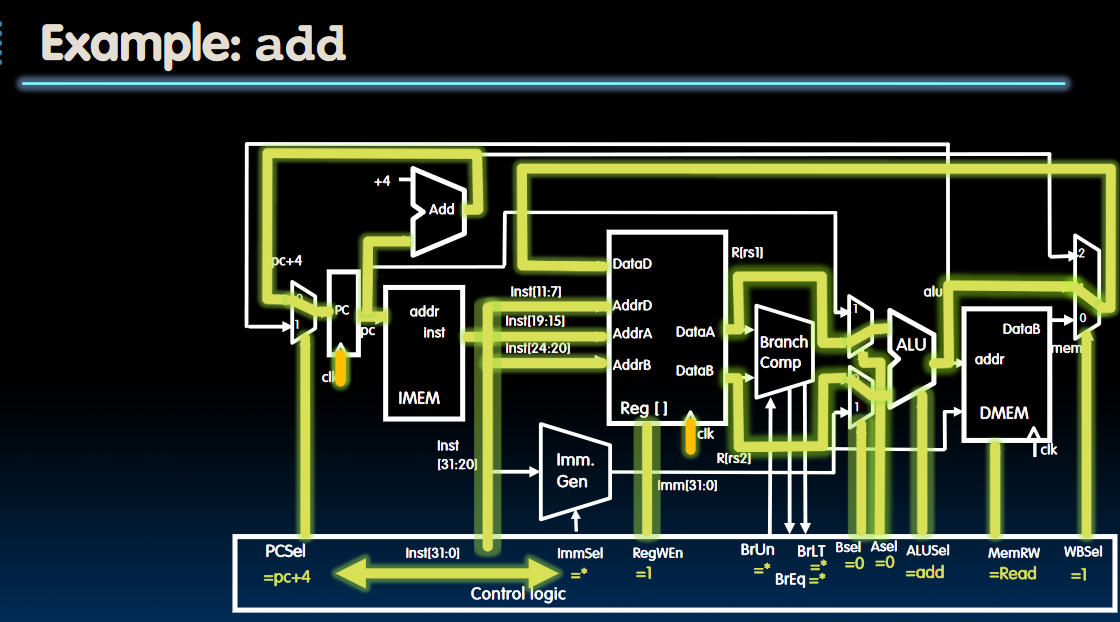 Example: add
+4
Add
pc+4
0
1
PC
pc
clk
addr
inst
IMEM
Inst[11:7]
Inst[19:15]
Inst[24:20]
DataD
AddrD
AddrA
AddrB
DataA
DataB
Reg [ ]
clk
Inst
[31:20]
Imm.
Gen
Imm[31:0]
R[rs1]
R[rs2]
Branch
Comp
1
1
ALU
alu
DataB
addr
DMEM
clk
2
0
mem
PCSel
=pc+4
Inst[31:0]
Control logic
ImmSel
=*
RegWEn
=1
BrUn
=*
BrLT
=*
BrEq =*
Bsel
=0
Asel
=0
ALUSel
=add
MemRW
=Read
WBSel
=1